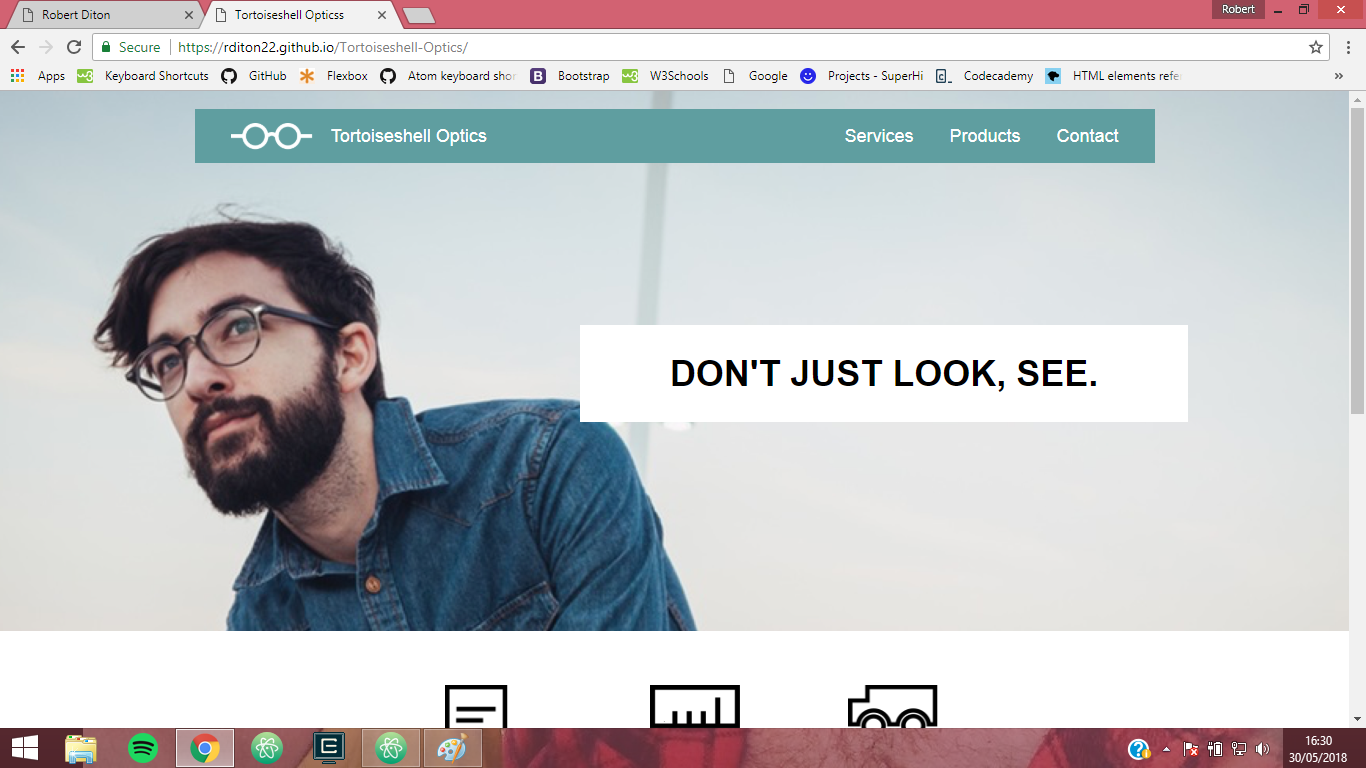 Robert Diton
Tortoiseshell Opticss
Robert
Secure
https://rditon22.github.io/Tortoiseshell-Optics/
Apps
Keyboard Shortcuts
GitHub
Flexbox
Atom keyboard shor
Bootstrap
W3Schools
Google
Projects - SuperHi
Codecademy
HTML elements refe
Tortoiseshell Optics
Services
Products
Contact
DON'T JUST LOOK, SEE.
16:30
30/05/2018